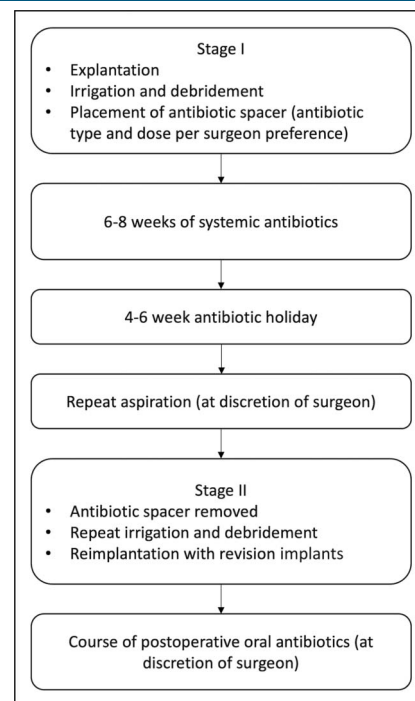 Stage I
• Explantation
• Irrigation and debridement
• Placement of antibiotic spacer (antibiotic
type and dose per surgeon preference)
6-8 weeks of systemic antibiotics
4-6 week antibiotic holiday
Repeat aspiration (at discretion of surgeon)
Stage II
• Antibiotic spacer removed
• Repeat irrigation and debridement
• Reimplantation with revision implants
Course of postoperative oral antibiotics (at
discretion of surgeon)